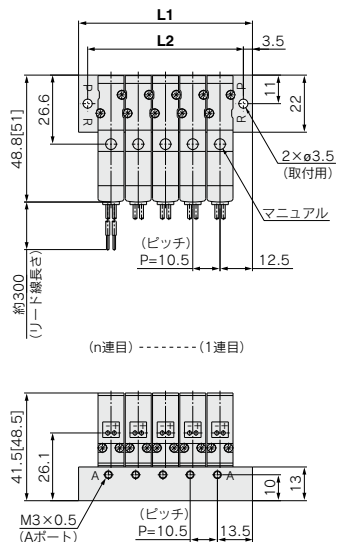 L1
L2
3.5
P
P
R
R
11
22
26.6
48.8[51]
2×ø3.5
(取付用)
マニュアル
(ピッチ)
P=10.5
12.5
約300
(リード線長さ)
(n連目)--------(1連目)
41.5[48.5]
26.1
A
A
10
13
M3×0.5
(Aポート)
(ピッチ)
P=10.5
13.5